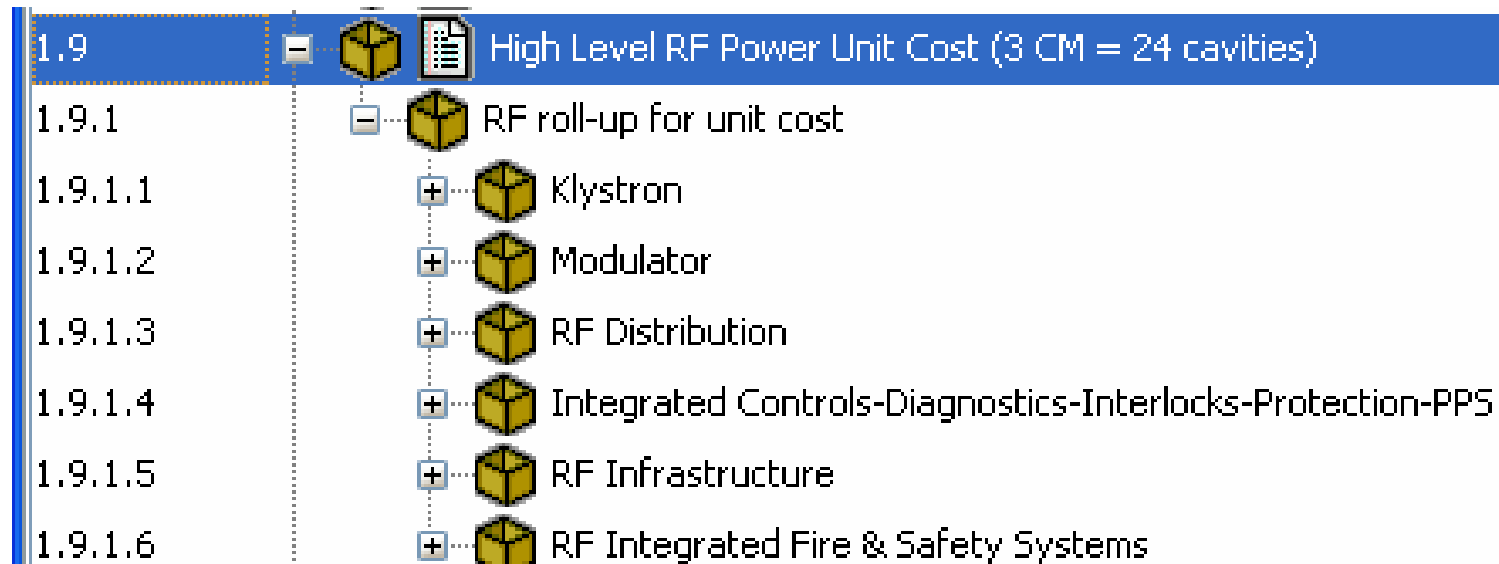 1.9 High Level RF Power Unit Cost (3 CM = 24 cavities)
1.9.1 RF roll-up for unit cost
1.9.1.1 Klystron
1.9.1.2 Modulator
1.9.1.3 RF Distribution
1.9.1.4 Integrated Controls-Diagnostics-Interlocks-Protection-PPS
1.9.1.5 RF Infrastructure
1.9.1.6 RF Integrated Fire & Safety Systems